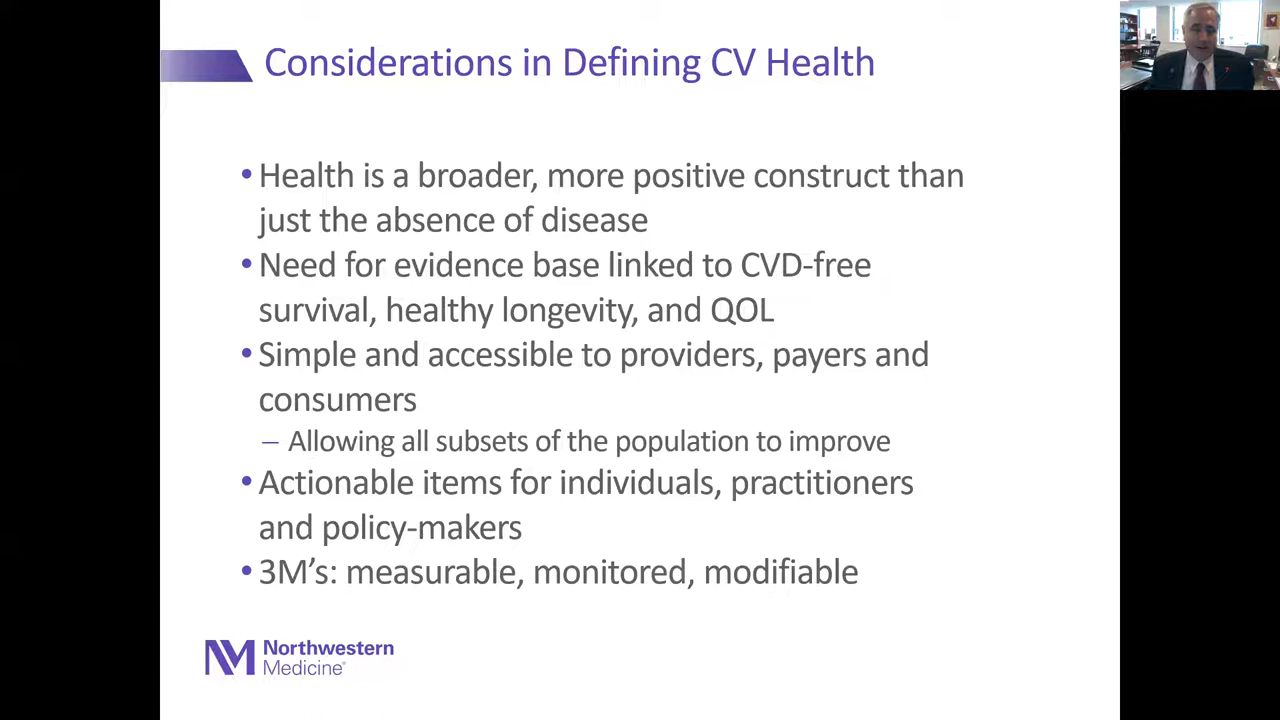 Considerations in Defining CV Health
•Health is a broader, more positive construct than
just the absence of disease
•Need for evidence base linked to CVD-free
survival, healthy longevity, and QOL
•Simple and accessible to providers, payers and
consumers
– Allowing all subsets of the population to improve
•Actionable items for individuals, practitioners
and policy-makers
•3M’s: measurable, monitored, modifiable
NM Northwestern
Medicine®